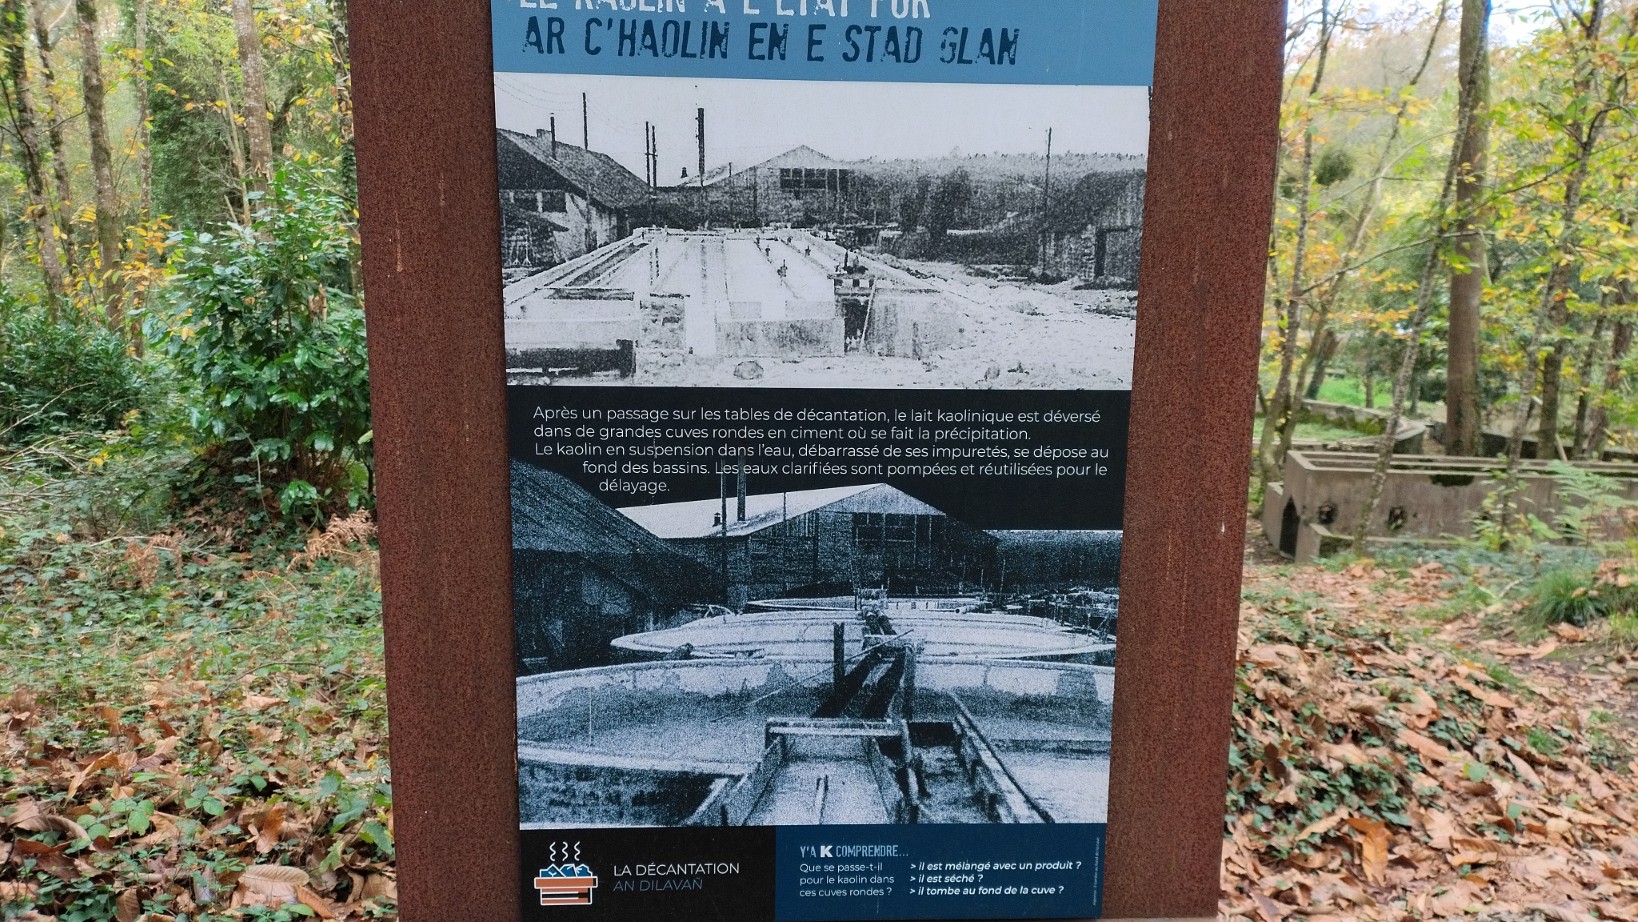 LE KAOLIN À L'ÉTAT PUR
AR C'HAOLIN EN E STAD GLAN
Après un passage sur les tables de décantation, le lait kaolinique est déversé
dans de grandes cuves rondes en ciment où se fait la précipitation.
Le kaolin en suspension dans l'eau, débarrassé de ses impuretés, se dépose au
fond des bassins. Les eaux clarifiées sont pompées et réutilisées pour le
délayage.
LA DÉCANTATION
AN DILAVAÑ
Y'A K COMPRENDRE...
Que se passe-t-il
pour le kaolin dans
ces cuves rondes ?
> il est mélangé avec un produit ?
> il est séché ?
> il tombe au fond de la cuve ?